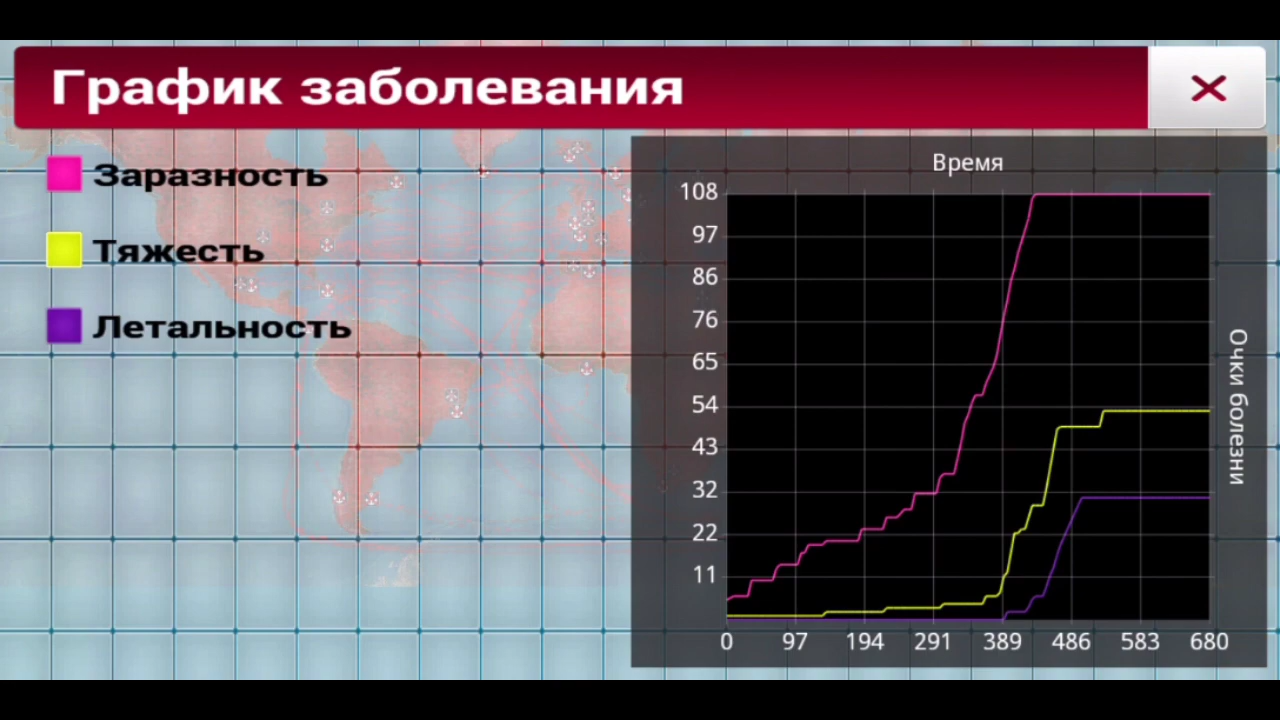 График заболевания
Заразность
Тяжесть
Летальность
Время
108
97
86
76
65
54
43
32
22
11
0 97 194 291 389 486 583 680
Очки болезни